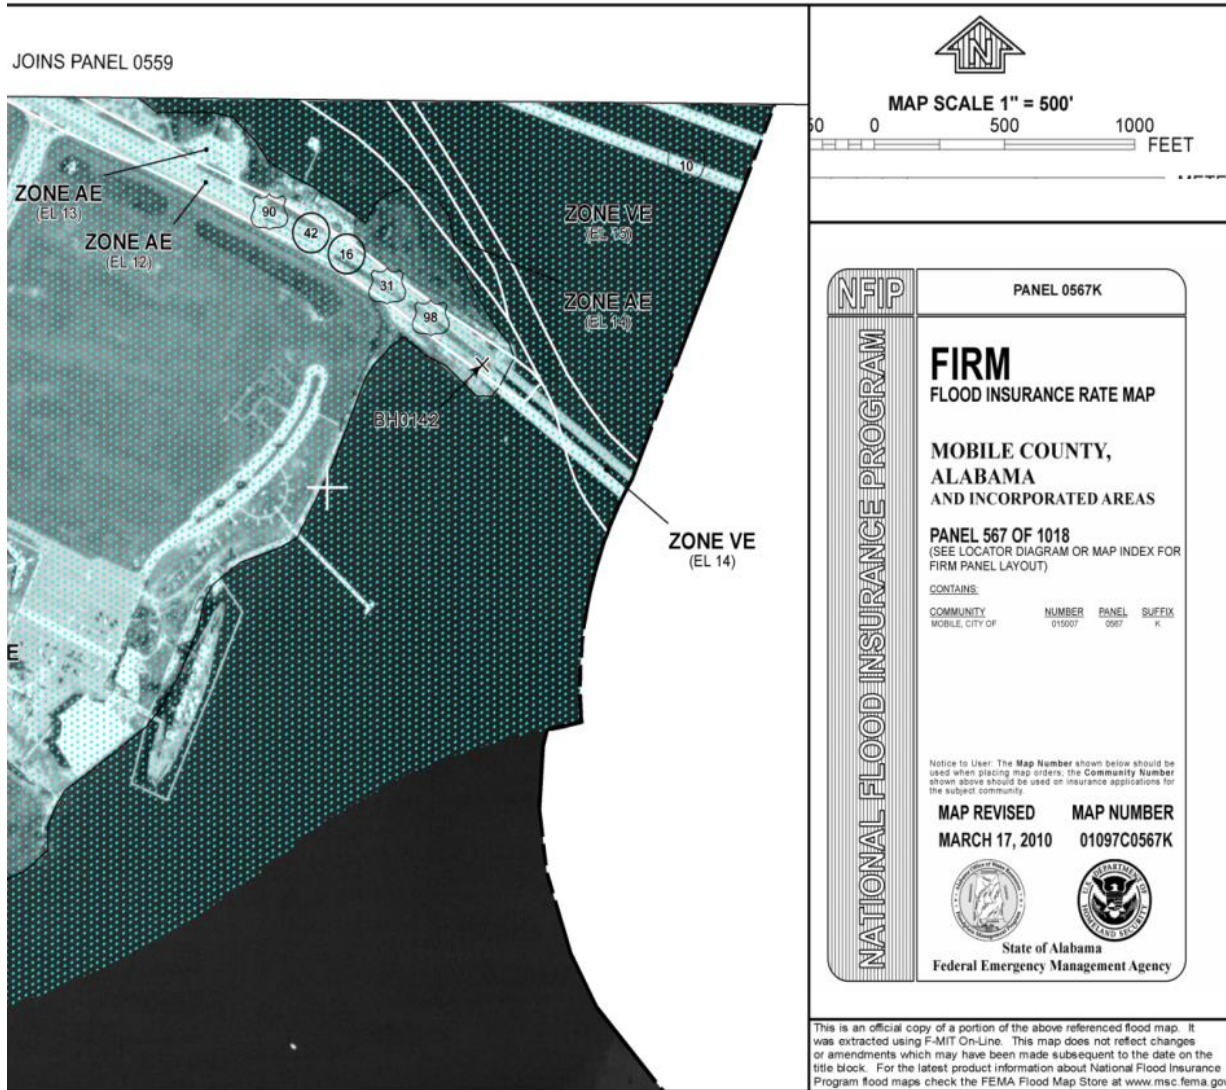 JOINS PANEL 0559
ZONE AE
(EL 13)
ZONE AE
(EL 12)
90
42
16
31
98
10
ZONE VE
(EL 15)
ZONE AE
(EL 14)
BH0142
ZONE VE
(EL 14)
E
N
MAP SCALE 1" = 500'
0
500
1000
FEET
NFIP
NATIONAL FLOOD INSURANCE PROGRAM
PANEL 0567K
FIRM
FLOOD INSURANCE RATE MAP
MOBILE COUNTY,
ALABAMA
AND INCORPORATED AREAS
PANEL 567 OF 1018
(SEE LOCATOR DIAGRAM OR MAP INDEX FOR
FIRM PANEL LAYOUT)
CONTAINS:
COMMUNITY NUMBER PANEL SUFFIX
MOBILE, CITY OF 015007 0567 K
Notice to User: The Map Number shown below should be
used when placing map orders; the Community Number
shown above should be used on insurance applications for
the subject community.
MAP REVISED
MARCH 17, 2010
MAP NUMBER
01097C0567K
U.S. DEPARTMENT OF
HOMELAND SECURITY
State of Alabama
Federal Emergency Management Agency
This is an official copy of a portion of the above referenced flood map. It
was extracted using F-MIT On-Line. This map does not reflect changes
or amendments which may have been made subsequent to the date on the
title block. For the latest product information about National Flood Insurance
Program flood maps check the FEMA Flood Map Store at www.msc.fema.go